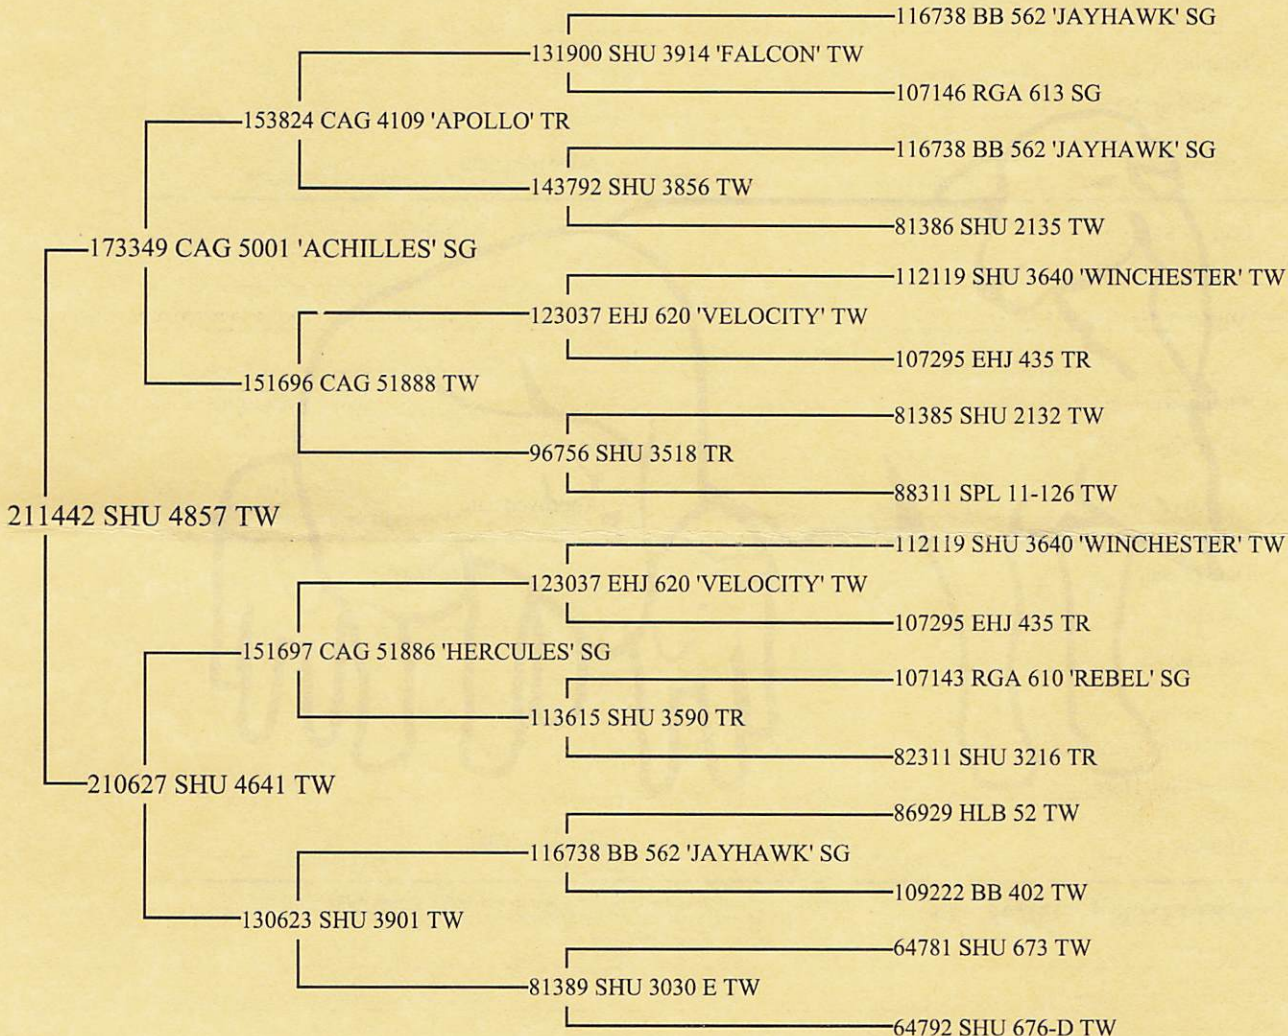 116738 BB 562 'JAYHAWK' SG
131900 SHU 3914 'FALCON' TW
107146 RGA 613 SG
153824 CAG 4109 'APOLLO' TR
116738 BB 562 'JAYHAWK' SG
143792 SHU 3856 TW
81386 SHU 2135 TW
173349 CAG 5001 'ACHILLES' SG
112119 SHU 3640 'WINCHESTER' TW
123037 EHJ 620 'VELOCITY' TW
107295 EHJ 435 TR
151696 CAG 51888 TW
81385 SHU 2132 TW
96756 SHU 3518 TR
88311 SPL 11-126 TW
211442 SHU 4857 TW
112119 SHU 3640 'WINCHESTER' TW
123037 EHJ 620 'VELOCITY' TW
107295 EHJ 435 TR
151697 CAG 51886 'HERCULES' SG
107143 RGA 610 'REBEL' SG
113615 SHU 3590 TR
82311 SHU 3216 TR
210627 SHU 4641 TW
86929 HLB 52 TW
116738 BB 562 'JAYHAWK' SG
109222 BB 402 TW
130623 SHU 3901 TW
64781 SHU 673 TW
81389 SHU 3030 E TW
64792 SHU 676-D TW